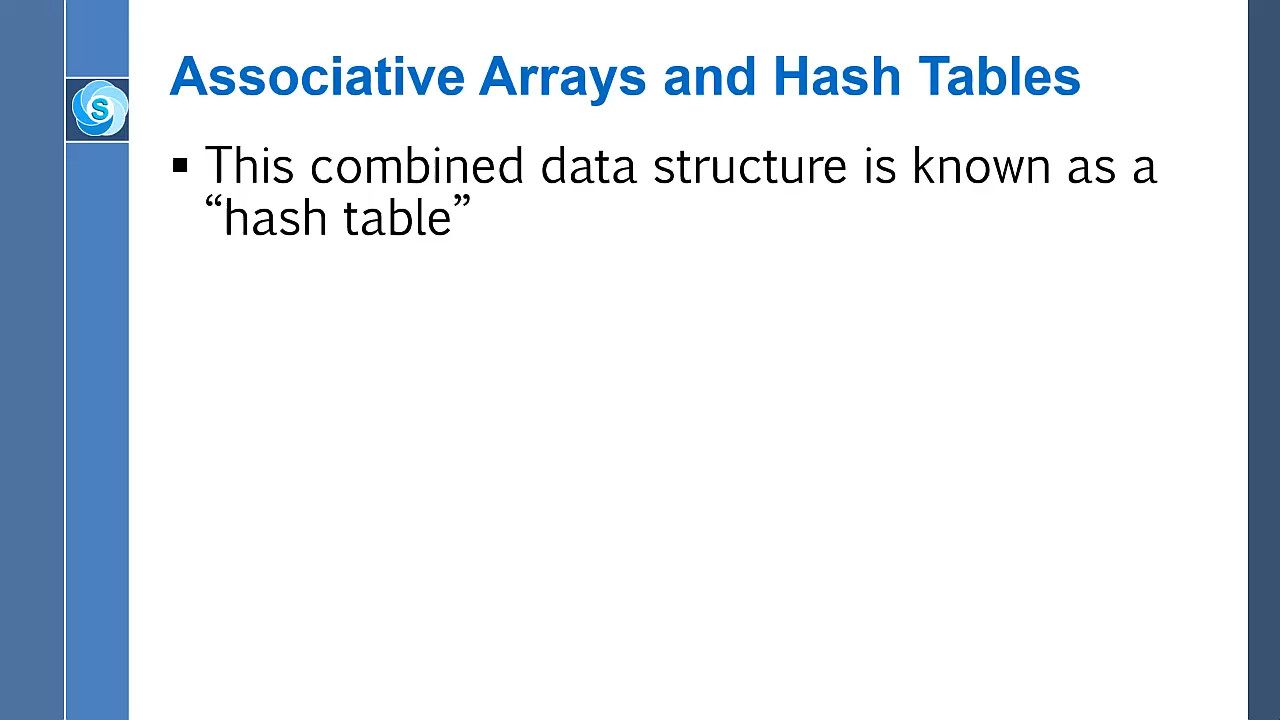 Associative Arrays and Hash Tables
S
▪ This combined data structure is known as a
“hash table”